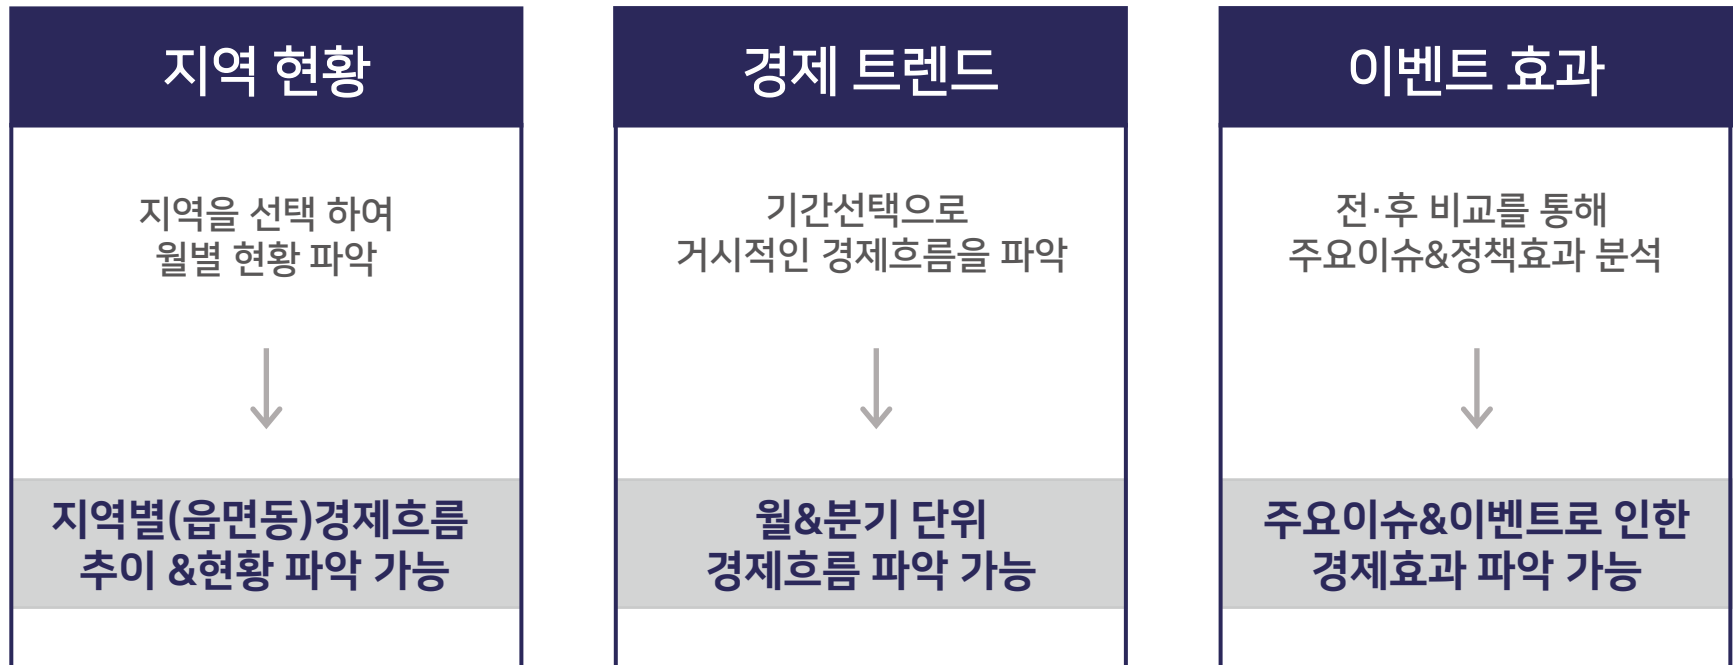 지역 현황
지역을 선택 하여
월별 현황 파악
지역별(읍면동)경제흐름
추이 &현황 파악 가능
경제 트렌드
기간선택으로
거시적인 경제흐름을 파악
월&분기 단위
경제흐름 파악 가능
이벤트 효과
전·후 비교를 통해
주요이슈&정책효과 분석
주요이슈&이벤트로 인한
경제효과 파악 가능